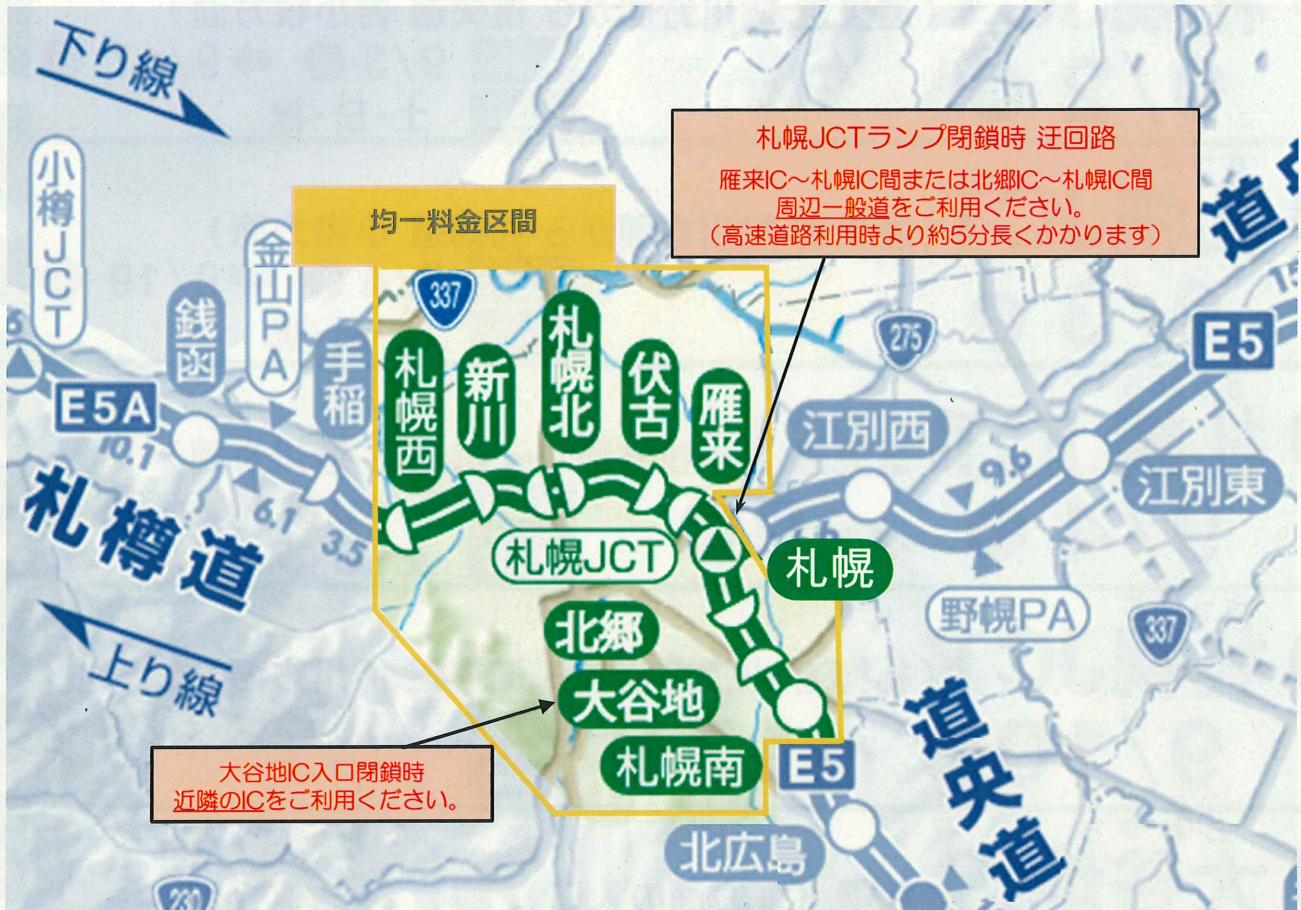 下り線
小樽JCT
金山PA
銭函
手稲
E5A
10.1
6.1
3.5
札樽道
上り線
均一料金区間
337
札幌西
新川
札幌北
伏古
雁来
札幌JCT
北郷
大谷地
札幌南
札幌
札幌JCTランプ閉鎖時 迂回路
雁来IC～札幌IC間または北郷IC～札幌IC間
周辺一般道をご利用ください。
（高速道路利用時より約5分長くかかります）
275
E5
江別西
9.6
江別東
野幌PA
337
大谷地IC入口閉鎖時
近隣のICをご利用ください。
E5
道央道
北広島
230
道央